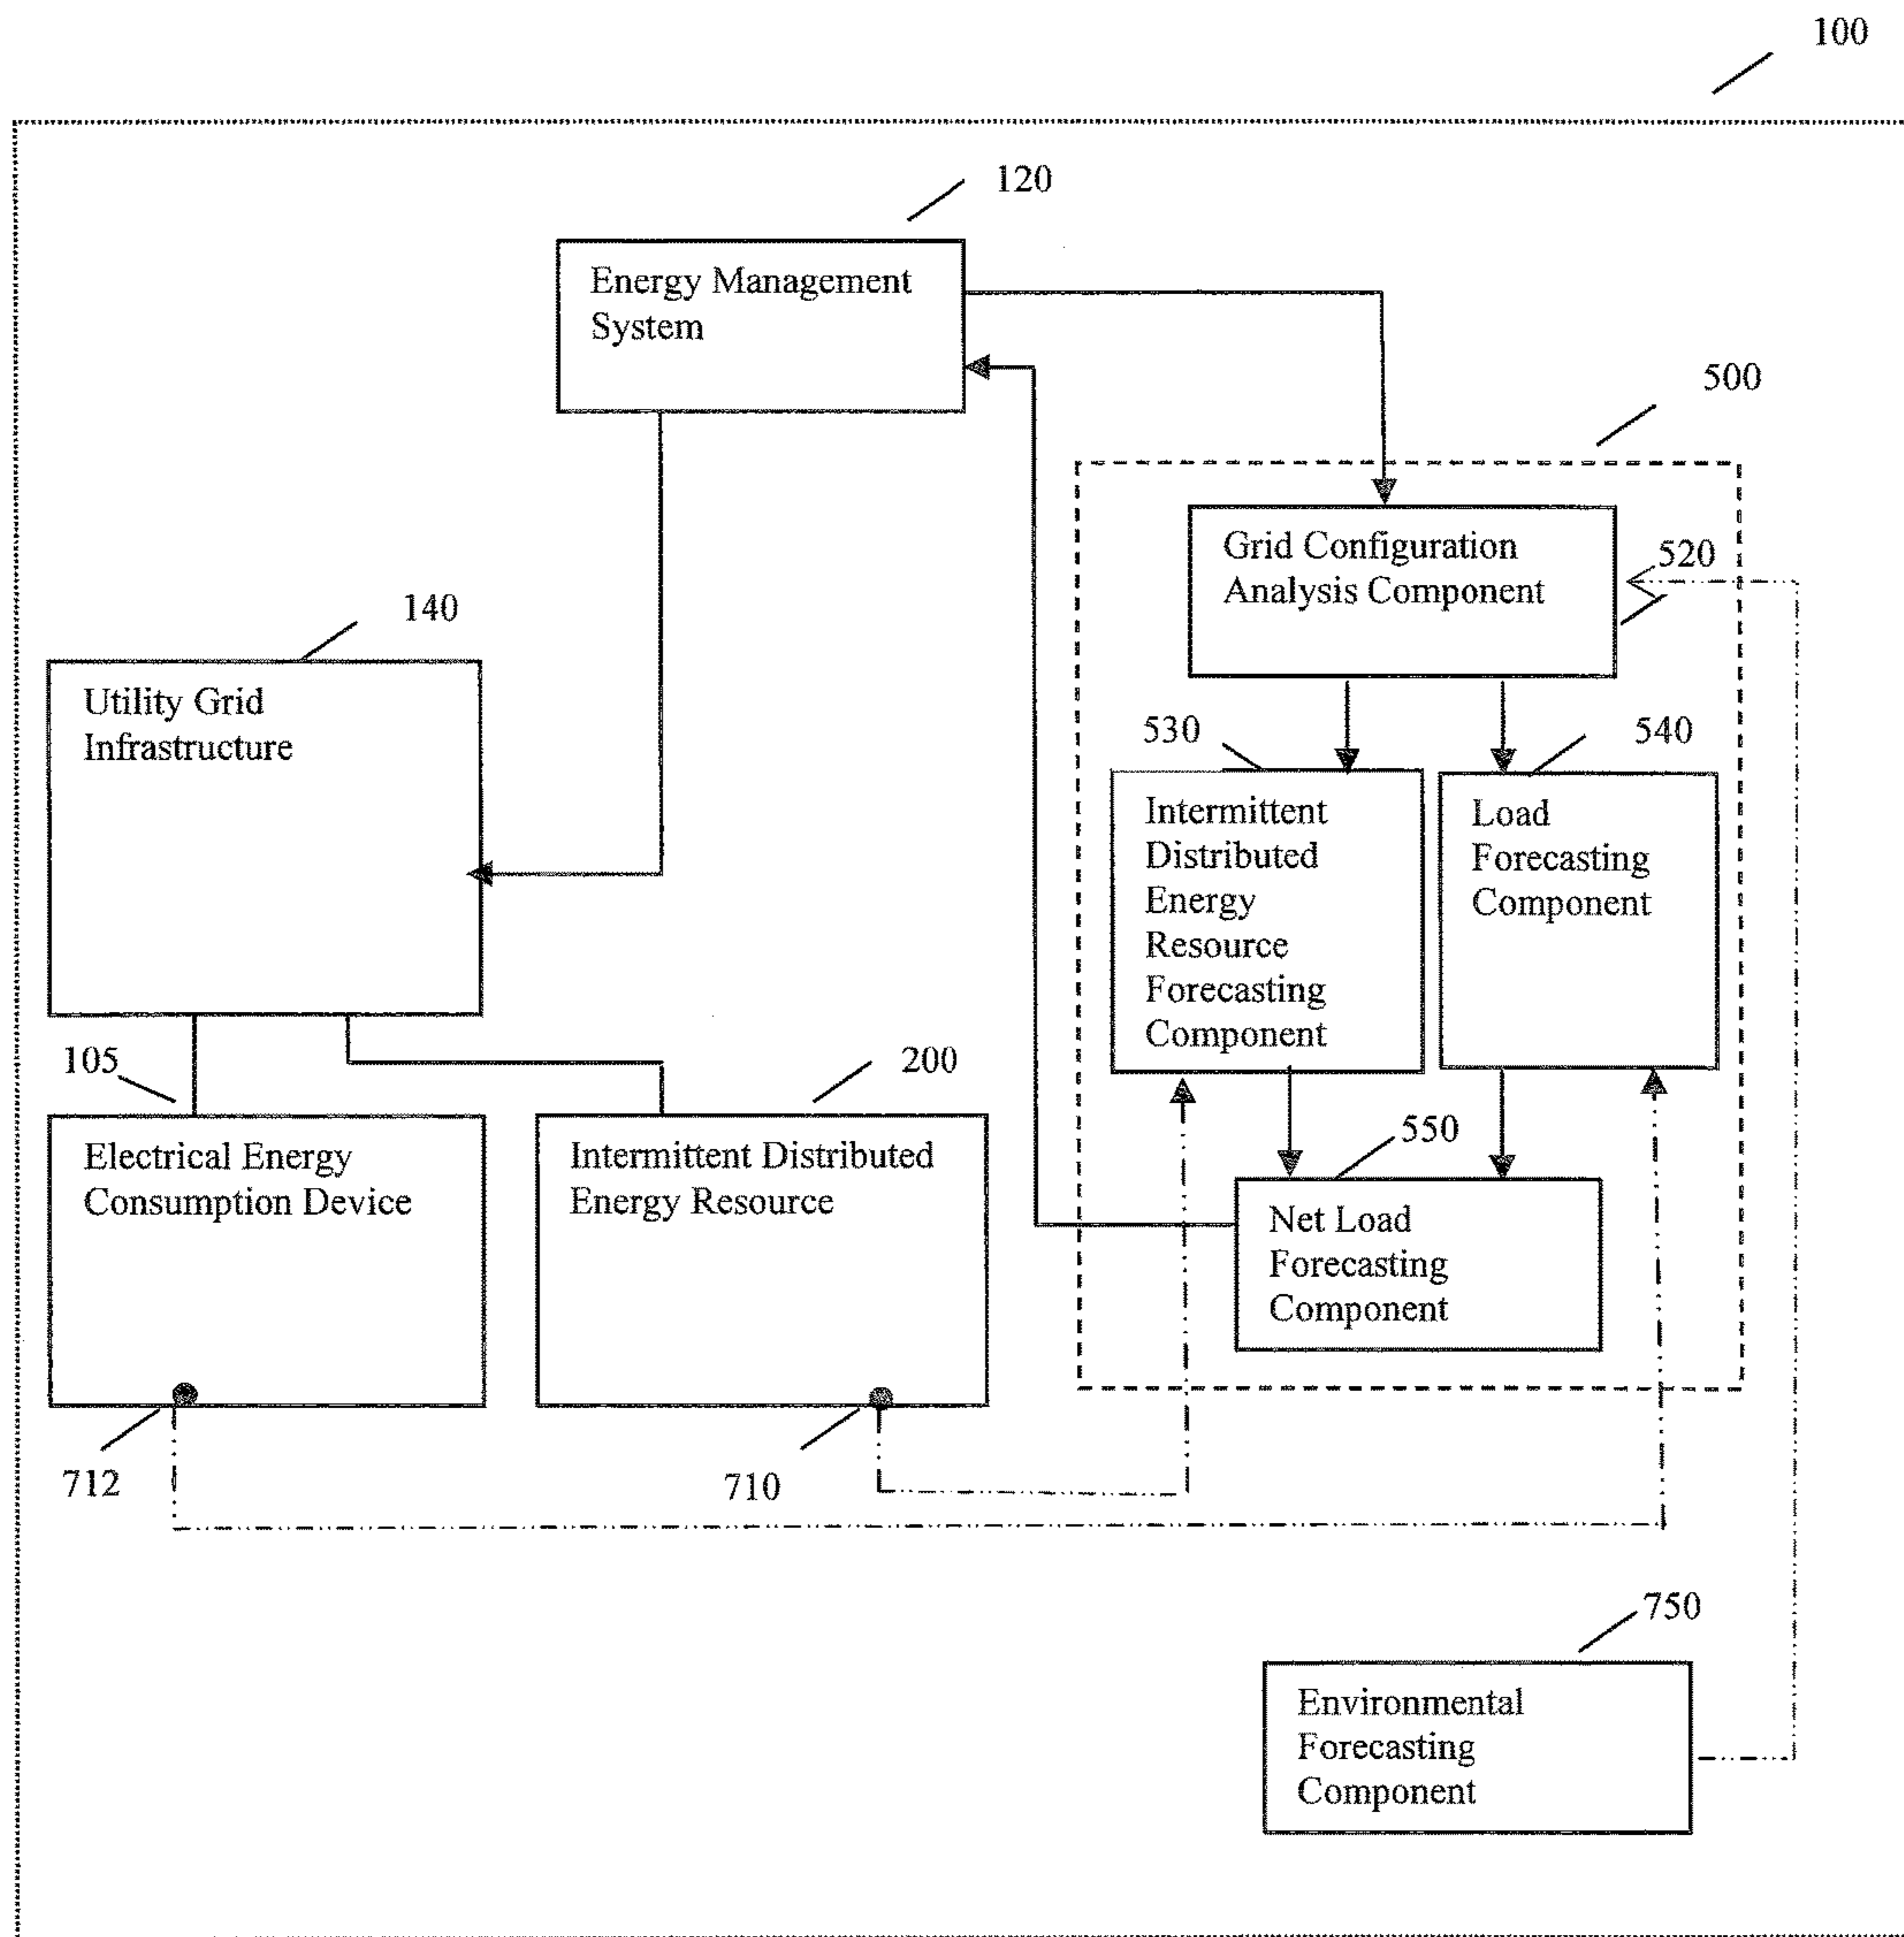 100
120
Energy Management
System
500
Grid Configuration
Analysis Component
520
140
Utility Grid
Infrastructure
530
540
Intermittent
Distributed
Energy
Resource
Forecasting
Component
Load
Forecasting
Component
105
200
Electrical Energy
Consumption Device
Intermittent Distributed
Energy Resource
550
Net Load
Forecasting
Component
712
710
750
Environmental
Forecasting
Component